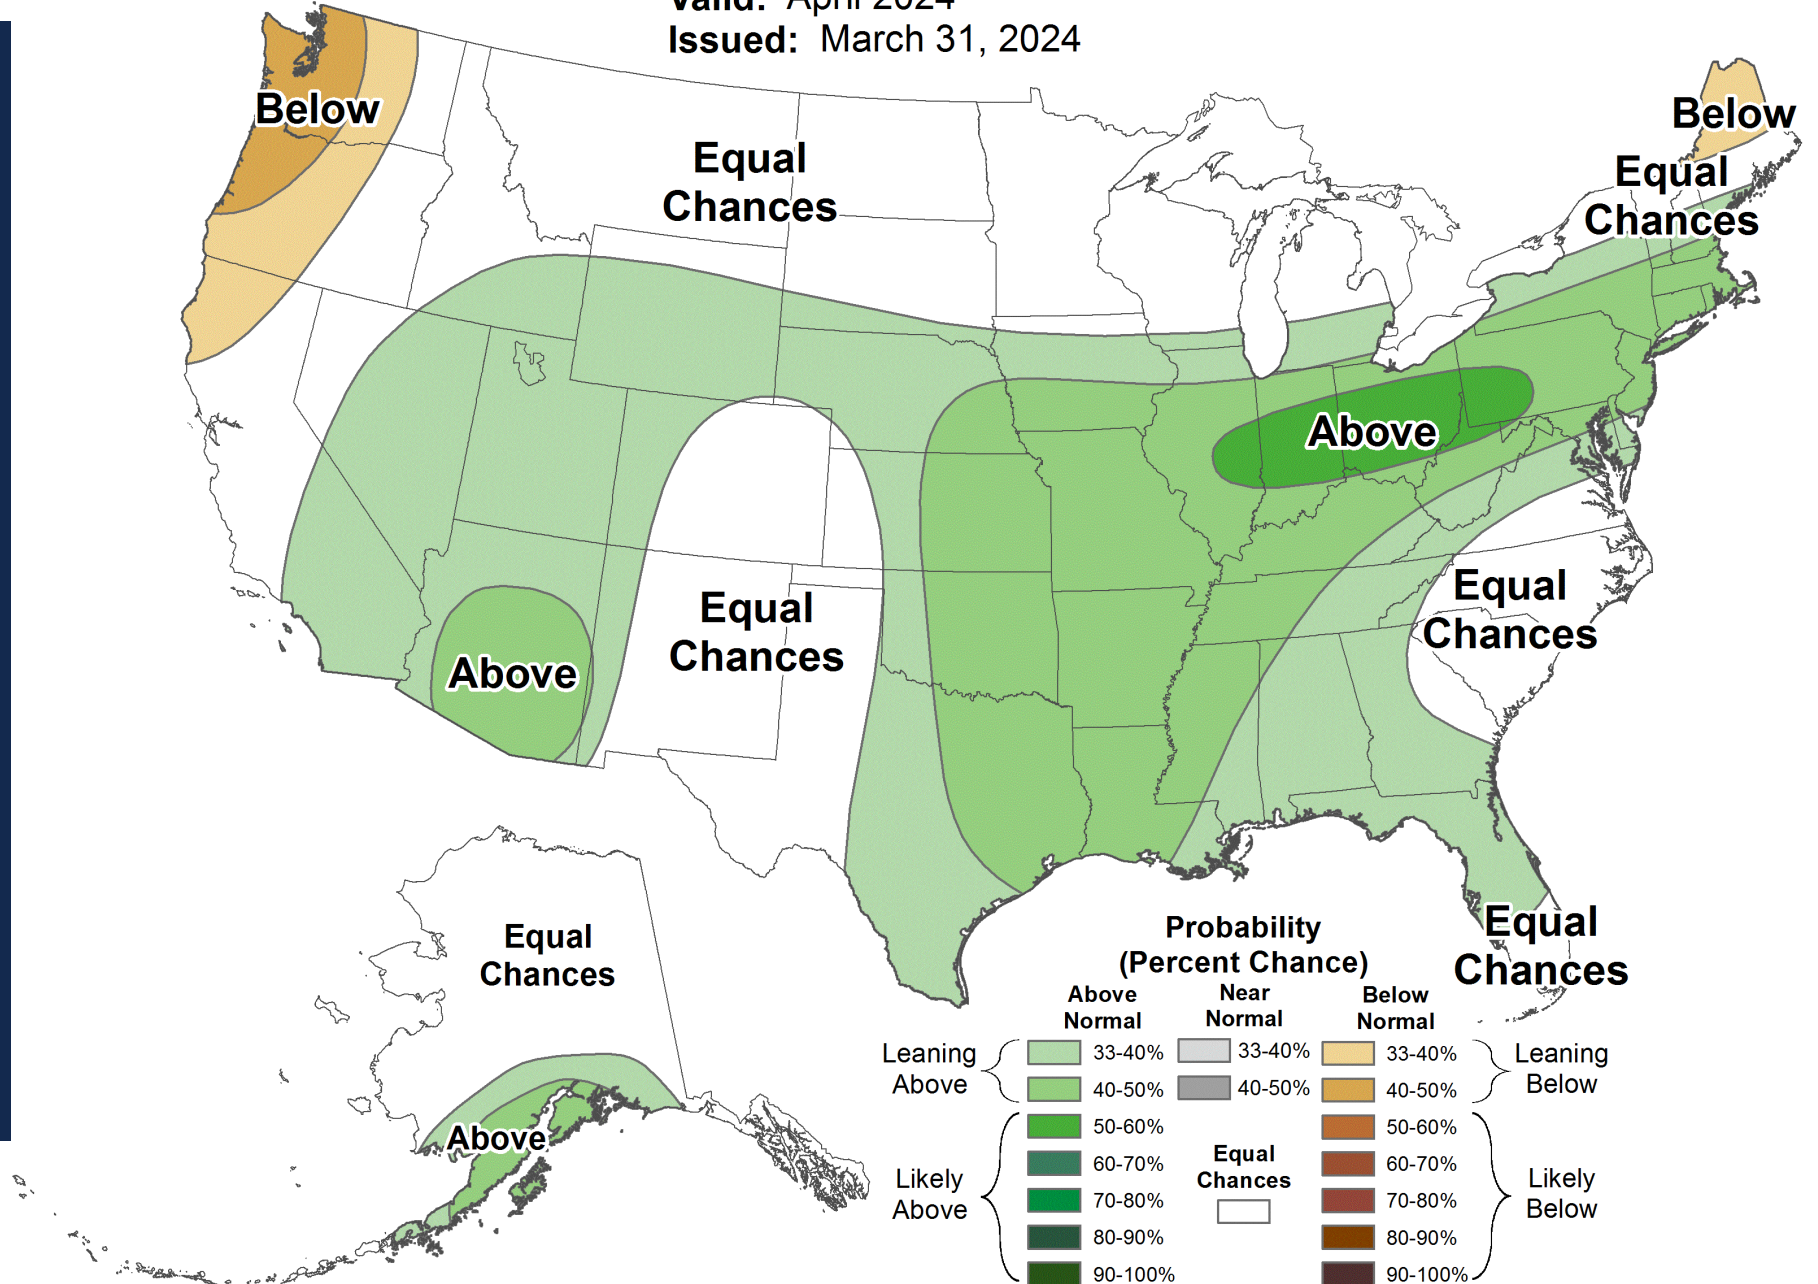 Valid: April 2024
Issued: March 31, 2024
Below
Below
Equal
Chances
Equal
Chances
Above
Equal
Chances
Equal
Chances
Above
Equal
Chances
Equal
Chances
Above
Probability
(Percent Chance)
Above
Normal
Near
Normal
Below
Normal
Leaning
Above
33-40%
40-50%
33-40%
40-50%
33-40%
40-50%
Leaning
Below
Likely
Above
50-60%
60-70%
70-80%
80-90%
90-100%
Equal
Chances
50-60%
60-70%
70-80%
80-90%
90-100%
Likely
Below